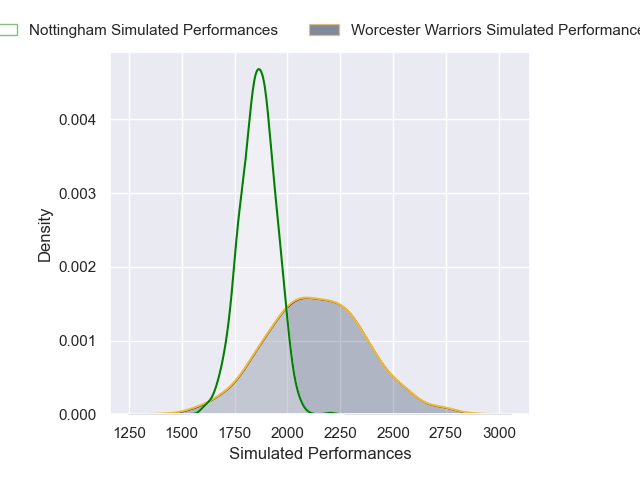 Nottingham Simulated Performances
Worcester Warriors Simulated Performance
0.004
0.003
0.002
0.001
0.000
Density
1250 1500 1750 2000 2250 2500 2750 3000
Simulated Performances